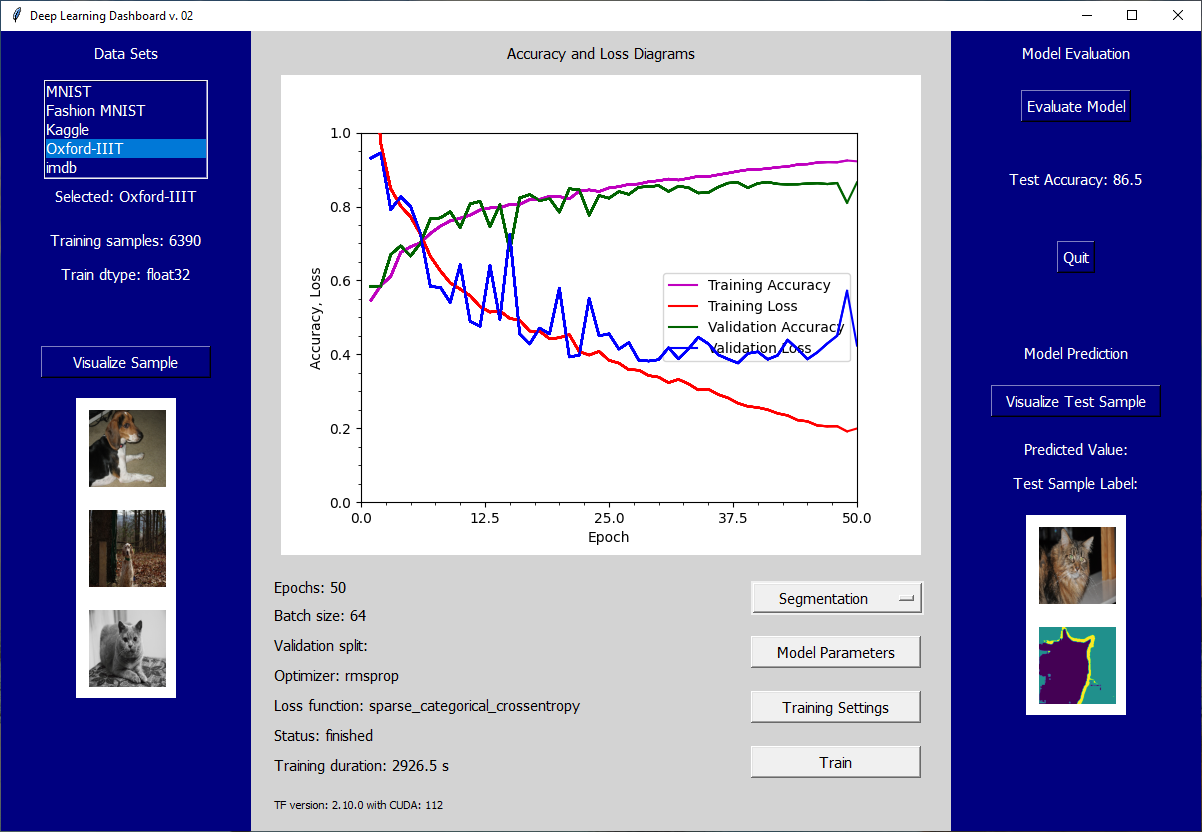 Deep Learning Dashboard v. 02
Data Sets
MNIST
Fashion MNIST
Kaggle
Oxford-IIIT
imdb
Selected: Oxford-IIIT
Training samples: 6390
Train dtype: float32
Visualize Sample
Accuracy and Loss Diagrams
1.0
0.8
0.6
0.4
0.2
0.0
Accuracy, Loss
Training Accuracy
Training Loss
Validation Accuracy
Validation Loss
0.0 12.5 25.0 37.5 50.0
Epoch
Epochs: 50
Batch size: 64
Validation split:
Optimizer: rmsprop
Loss function: sparse_categorical_crossentropy
Status: finished
Training duration: 2926.5 s
TF version: 2.10.0 with CUDA: 112
Segmentation
Model Parameters
Training Settings
Train
Model Evaluation
Evaluate Model
Test Accuracy: 86.5
Quit
Model Prediction
Visualize Test Sample
Predicted Value:
Test Sample Label: